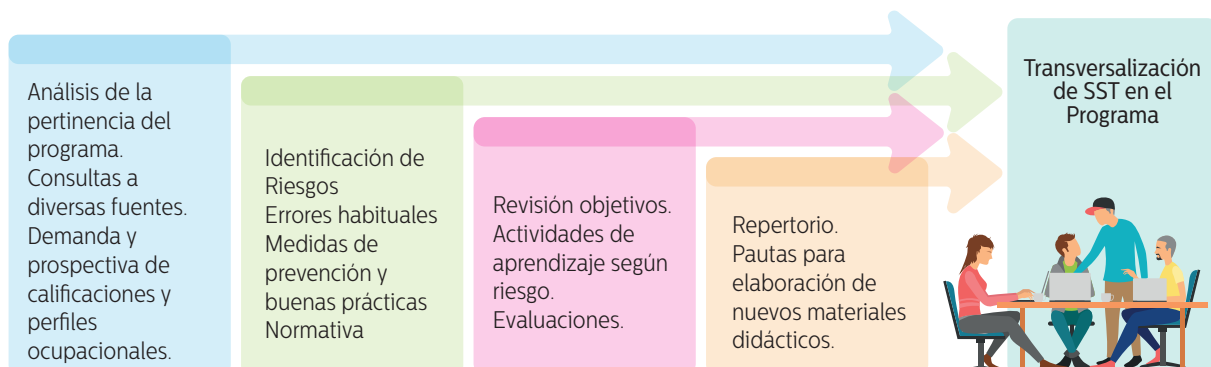 Análisis de la
pertinencia del
programa.
Consultas a
diversas fuentes.
Demanda y
prospectiva de
calificaciones y
perfiles
ocupacionales.
Identificación de
Riesgos
Errores habituales
Medidas de
prevención y
buenas prácticas
Normativa
Revisión objetivos.
Actividades de
aprendizaje según
riesgo.
Evaluaciones.
Repertorio.
Pautas para
elaboración de
nuevos materiales
didácticos.
Transversalización
de SST en el
Programa